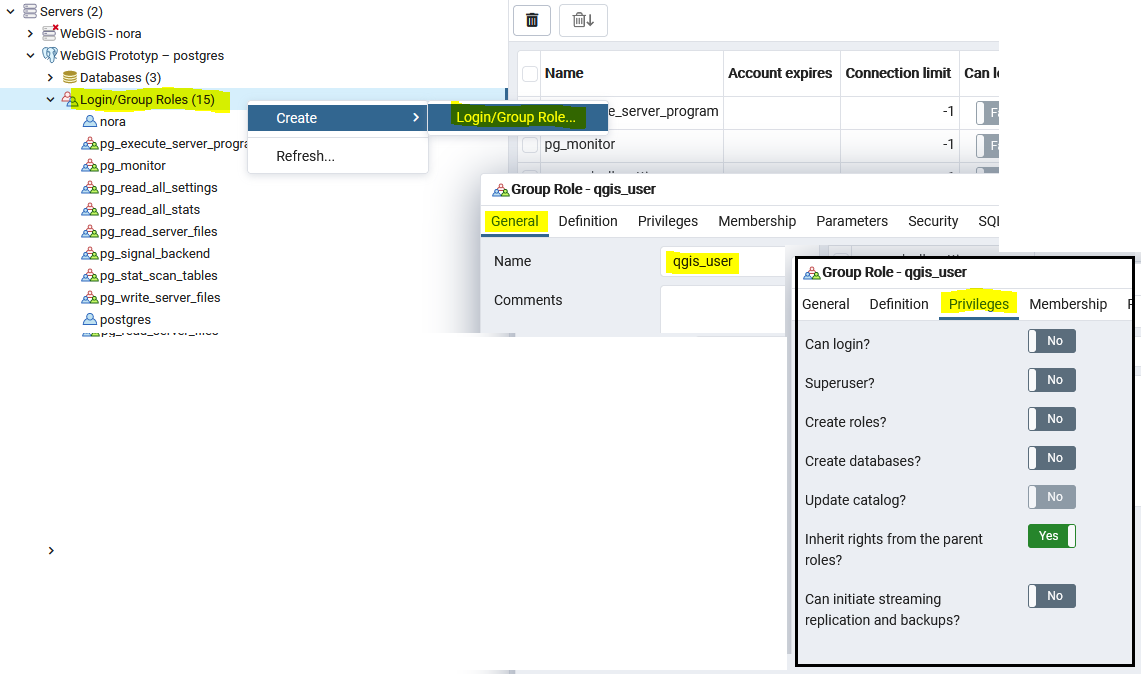 Servers (2)
WebGIS - nora
WebGIS Prototyp – postgres
Databases (3)
Login/Group Roles (15)
nora
pg_execute_server_progra
pg_monitor
pg_read_all_settings
pg_read_all_stats
pg_read_server_files
pg_signal_backend
pg_stat_scan_tables
pg_write_server_files
postgres
pg_read_server_files
Create
Login/Group Role...
Refresh...
Name Account expires Connection limit Can l
e_server_program -1 Fa
pg_monitor -1 Fa
Group Role - qgis_user
General Definition Privileges Membership Parameters Security SQL
Name qgis_user
Comments
Group Role - qgis_user
General Definition Privileges Membership
Can login? No
Superuser? No
Create roles? No
Create databases? No
Update catalog? No
Inherit rights from the parent Yes
roles?
Can initiate streaming No
replication and backups?